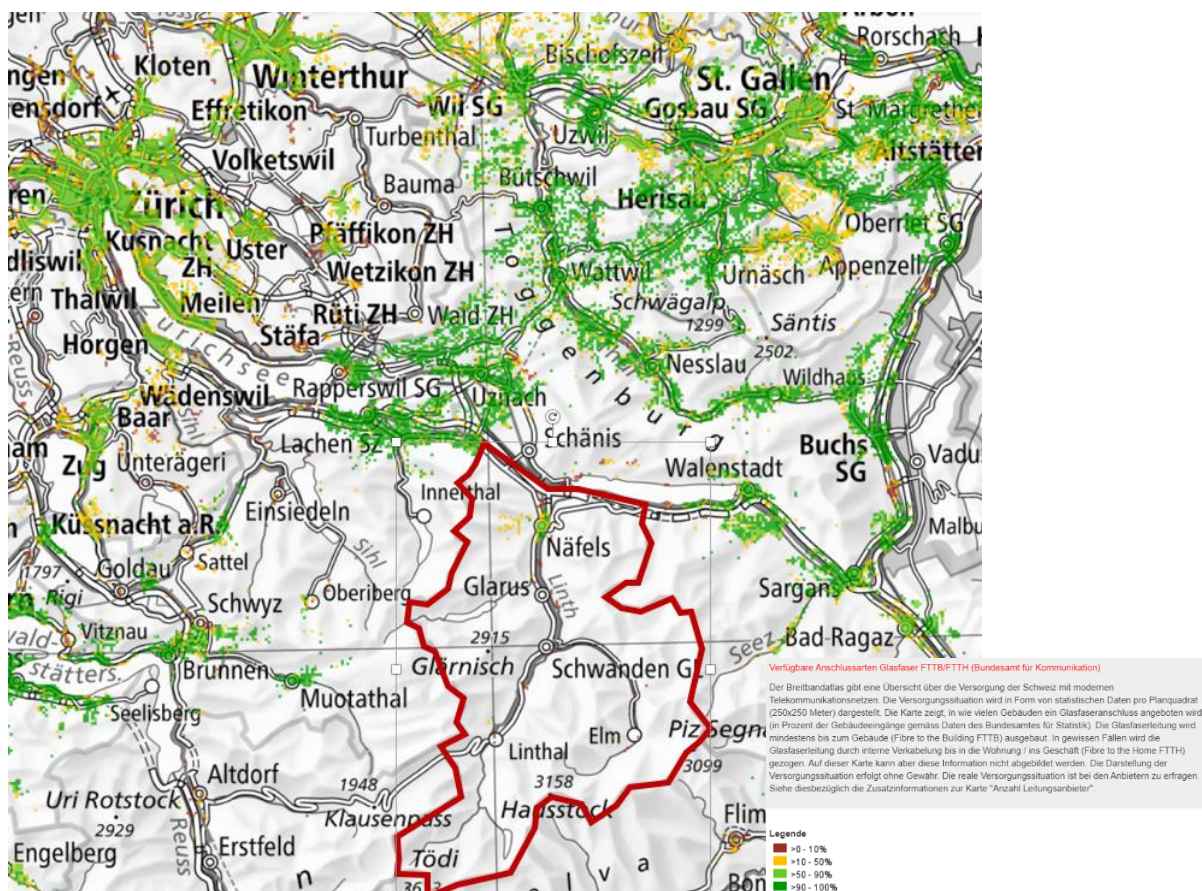 Kloten
Winterthur
Bischofszell
Rorschach
St. Gallen
Effretikon
Wil SG
Gossau SG
Turbenthal
Uzwil
Volketswil
Bauma
Bütschwil
Altstätten
Zürich
Herisau
Pfäffikon ZH
Oberriet SG
Küsnacht
ZH
Uster
Wetzikon ZH
Wattwil
Urnäsch
Appenzell
Thalwil
Meilen
Rüti ZH
Wald ZH
Schwägalp
1299
Säntis
2502
Horgen
Stäfa
Nesslau
Wildhaus
Wädenswil
Rapperswil SG
Uznach
Toggenburg
Baar
Sihl
Lachen SZ
Schänis
Buchs
SG
Zug
Unterägeri
Walenstadt
Innerthal
Einsiedeln
Küssnacht a.R.
Näfels
Sattel
Sihl
1797
Goldau
Rigi
Oberiberg
Glarus
Linth
Sargans
Schwyz
Vitznau
2915
Bad-Ragaz
Seez
Glärnisch
Schwanden GL
Brunnen
Muotathal
Seelisberg
Elm
Linthal
Altdorf
1948
3158
3099
Uri Rotstock
2929
Klausenpass
Hausstock
Reuss
Engelberg
Erstfeld
Tödi
Verfügbare Anschlussarten Glasfaser FTTB/FTTH (Bundesamt für Kommunikation)
Der Breitbandatlas gibt eine Übersicht über die Versorgung der Schweiz mit modernen
Telekommunikationsnetzen. Die Versorgungssituation wird in Form von statistischen Daten pro Planquadrat
(250x250 Meter) dargestellt. Die Karte zeigt, in wie vielen Gebäuden ein Glasfaseranschluss angeboten wird
(in Prozent der Gebäudeeingänge gemäss Daten des Bundesamtes für Statistik). Die Glasfaserleitung wird
mindestens bis zum Gebäude (Fibre to the Building FTTB) ausgebaut. In gewissen Fällen wird die
Glasfaserleitung durch interne Verkabelung bis in die Wohnung / ins Geschäft (Fibre to the Home FTTH)
gezogen. Auf dieser Karte kann aber diese Information nicht abgebildet werden. Die Darstellung der
Versorgungssituation erfolgt ohne Gewähr. Die reale Versorgungssituation ist bei den Anbietern zu erfragen.
Siehe diesbezüglich die Zusatzinformationen zur Karte "Anzahl Leitungsanbieter".
Legende
>0 - 10%
>10 - 50%
>50 - 90%
>90 - 100%